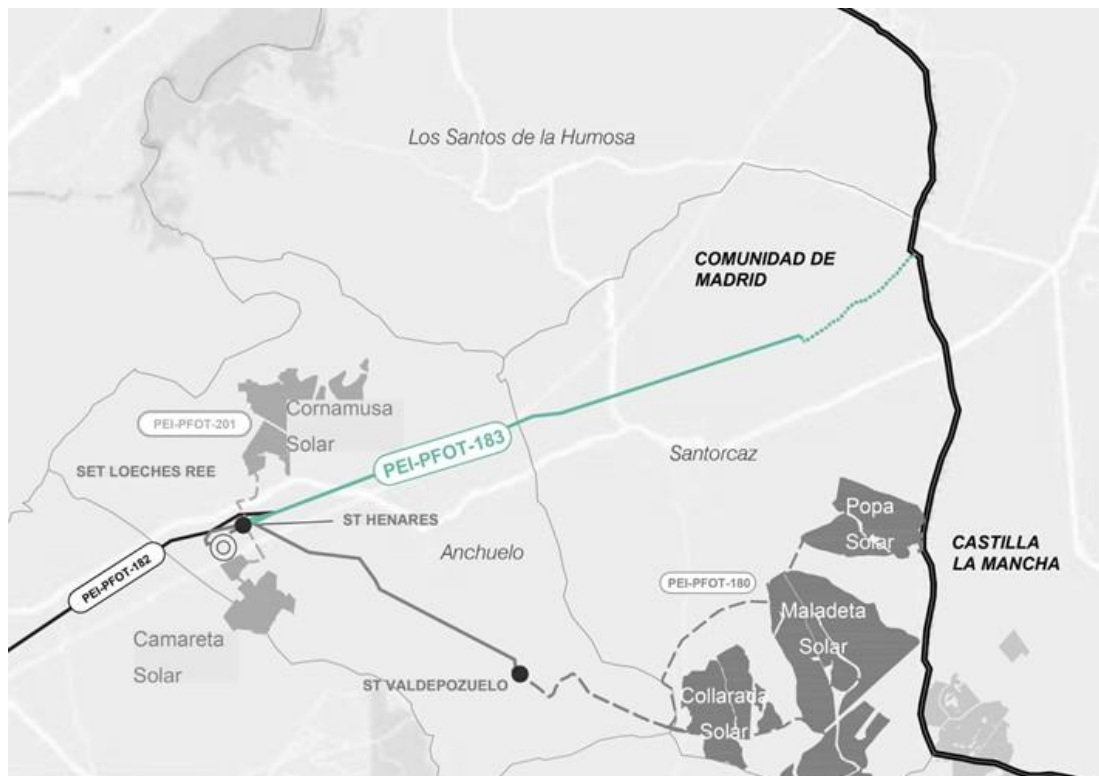 Los Santos de la Humosa
COMUNIDAD DE
MADRID
PEI-PFOT-201
Cornamusa
Solar
PEI-PFOT-183
SET LOECHES REE
Santorcaz
ST HENARES
Popa
Solar
Anchuelo
CASTILLA
LA MANCHA
PEI-PFOT-182
PEI-PFOT-180
Maladeta
Solar
Camareta
Solar
ST VALDEPOZUELO
Collarada
Solar